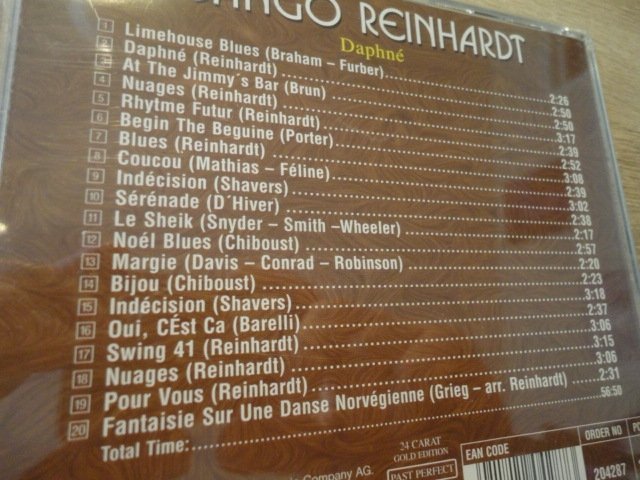 ANGO REINHARDT
Daphné
1 Limehouse Blues (Braham – Furber) 2:26
2 Daphné (Reinhardt) 2:50
3 At The Jimmy´s Bar (Brun) 2:50
4 Nuages (Reinhardt) 3:17
5 Rhytme Futur (Reinhardt) 2:39
6 Begin The Beguine (Porter) 2:52
7 Blues (Reinhardt) 3:08
8 Coucou (Mathias – Féline) 2:39
9 Indécision (Shavers) 3:02
10 Sérénade (D´Hiver) 2:38
11 Le Sheik (Snyder – Smith –Wheeler) 2:17
12 Noél Blues (Chiboust) 2:57
13 Margie (Davis – Conrad – Robinson) 2:20
14 Bijou (Chiboust) 2:23
15 Indécision (Shavers) 3:18
16 Oui, CÉst Ca (Barelli) 2:37
17 Swing 41 (Reinhardt) 3:06
18 Nuages (Reinhardt) 3:15
19 Pour Vous (Reinhardt) 3:06
20 Fantaisie Sur Une Danse Norvégienne (Grieg – arr. Reinhardt) 2:31
Total Time: 56:50
Company AG.
24 CARAT
GOLD EDITION
PAST PERFECT
EAN CODE
ORDER NO
204287